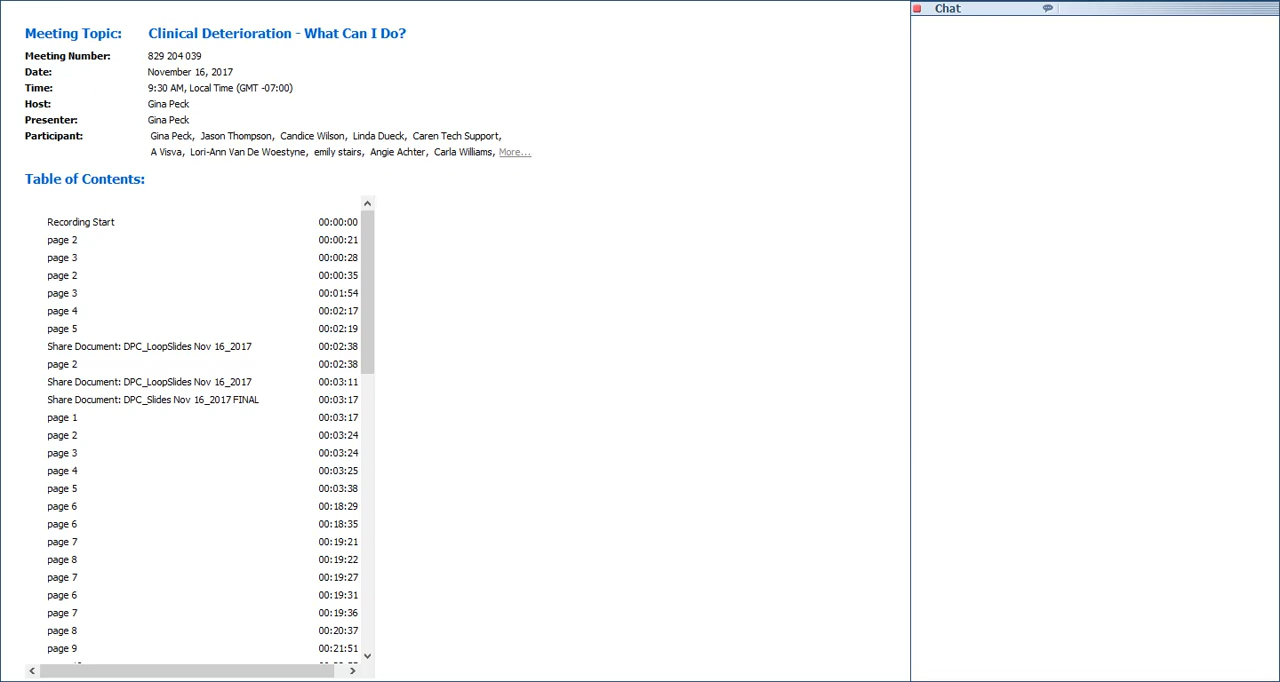 Chat
Meeting Topic: Clinical Deterioration - What Can I Do?
Meeting Number: 829 204 039
Date: November 16, 2017
Time: 9:30 AM, Local Time (GMT -07:00)
Host: Gina Peck
Presenter: Gina Peck
Participant: Gina Peck, Jason Thompson, Candice Wilson, Linda Dueck, Caren Tech Support,
A Visva, Lori-Ann Van De Woestyne, emily stairs, Angie Achter, Carla Williams, More...
Table of Contents:
Recording Start 00:00:00
page 2 00:00:21
page 3 00:00:28
page 2 00:00:35
page 3 00:01:54
page 4 00:02:17
page 5 00:02:19
Share Document: DPC_LoopSlides Nov 16_2017 00:02:38
page 2 00:02:38
Share Document: DPC_LoopSlides Nov 16_2017 00:03:11
Share Document: DPC_Slides Nov 16_2017 FINAL 00:03:17
page 1 00:03:17
page 2 00:03:24
page 3 00:03:24
page 4 00:03:25
page 5 00:03:38
page 6 00:18:29
page 6 00:18:35
page 7 00:19:21
page 8 00:19:22
page 7 00:19:27
page 6 00:19:31
page 7 00:19:36
page 8 00:20:37
page 9 00:21:51